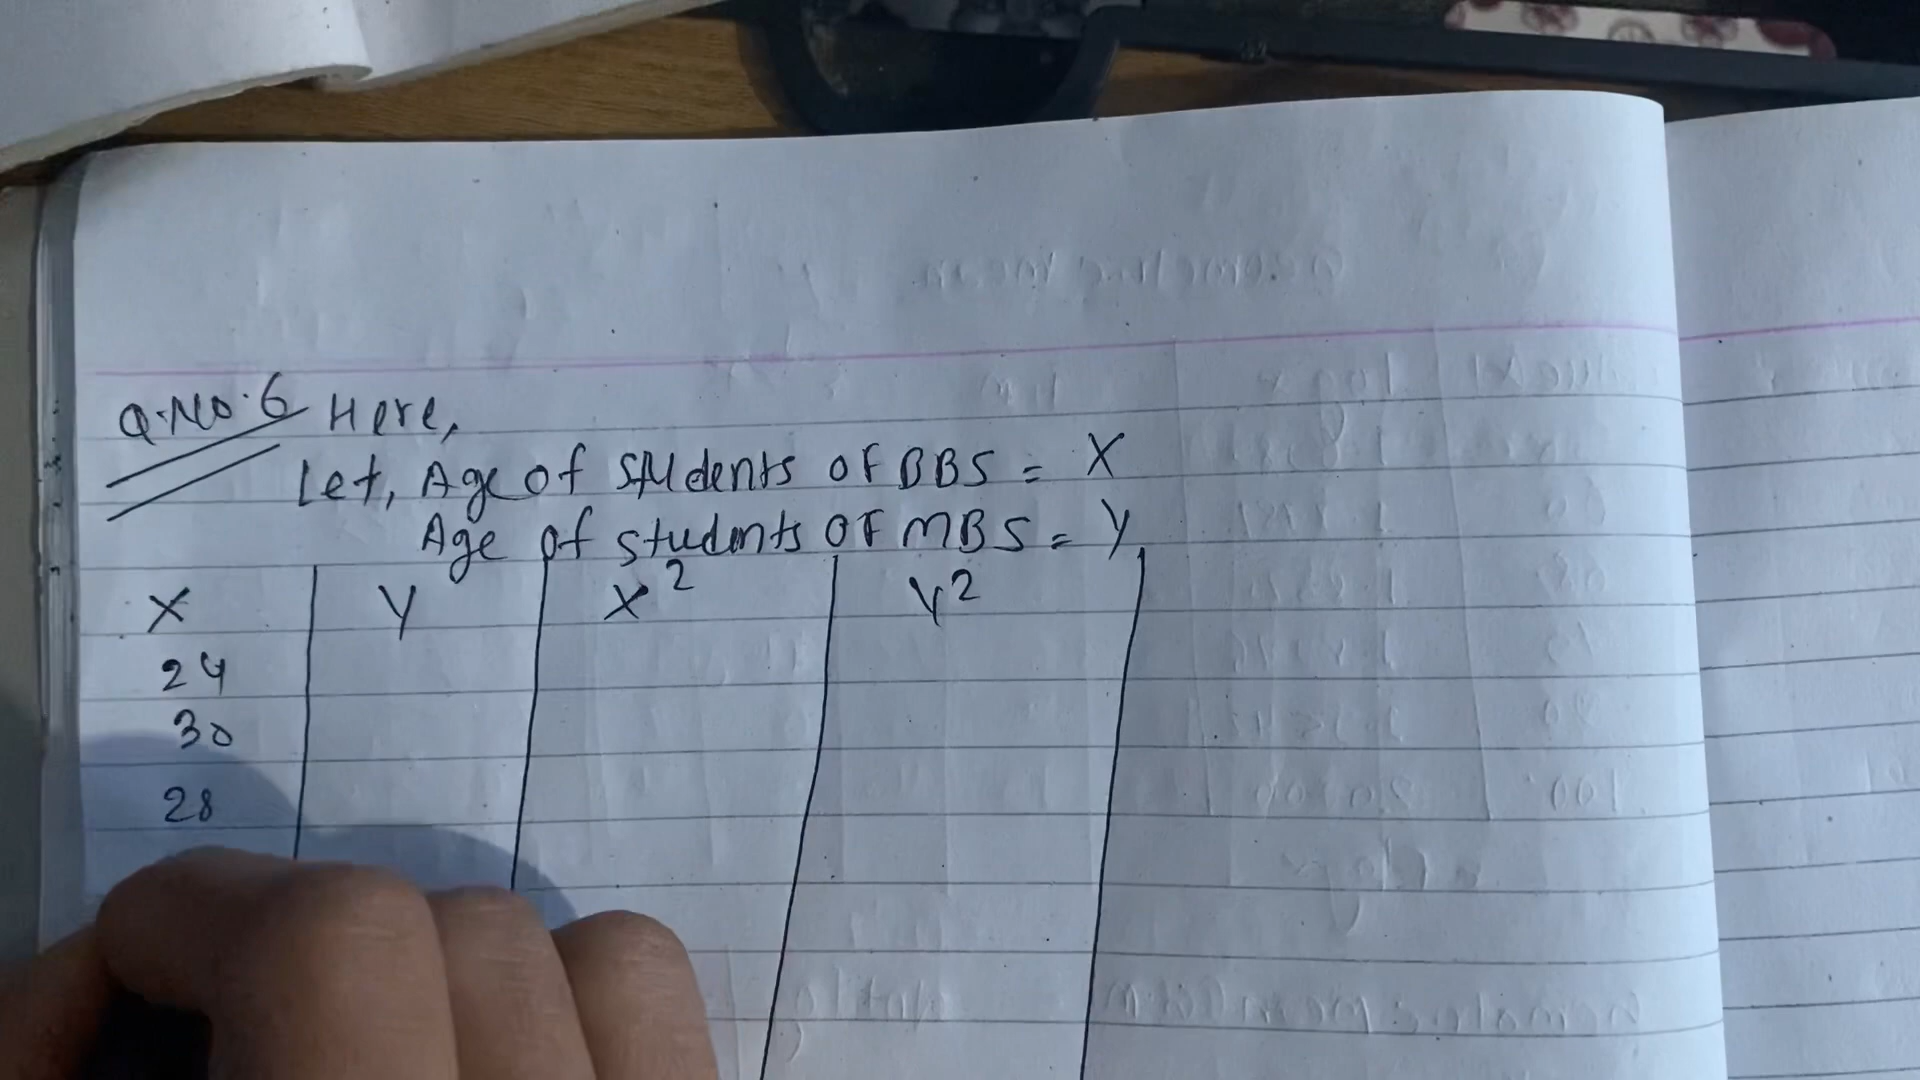 Q.No.6 Here,
Let, Age of Students of BBS = X
Age of students of MBS = Y
X Y X² Y²
24
30
28